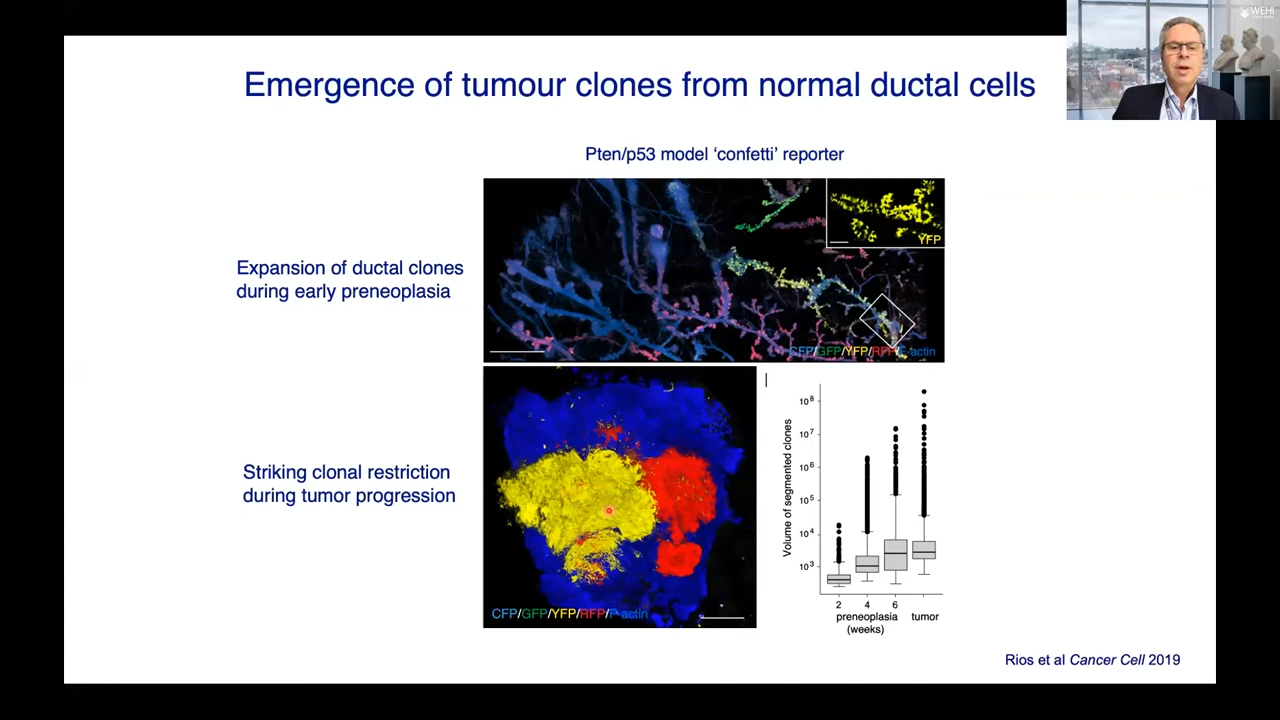 WEHI
Emergence of tumour clones from normal ductal cells
Pten/p53 model ‘confetti’ reporter
Expansion of ductal clones
during early preneoplasia
YFP
CFP/GFP/YFP/RFP/F-actin
Striking clonal restriction
during tumor progression
CFP/GFP/YFP/RFP/F-actin
Volume of segmented clones
10⁸
10⁷
10⁶
10⁵
10⁴
10³
2 4 6
preneoplasia tumor
(weeks)
Rios et al Cancer Cell 2019